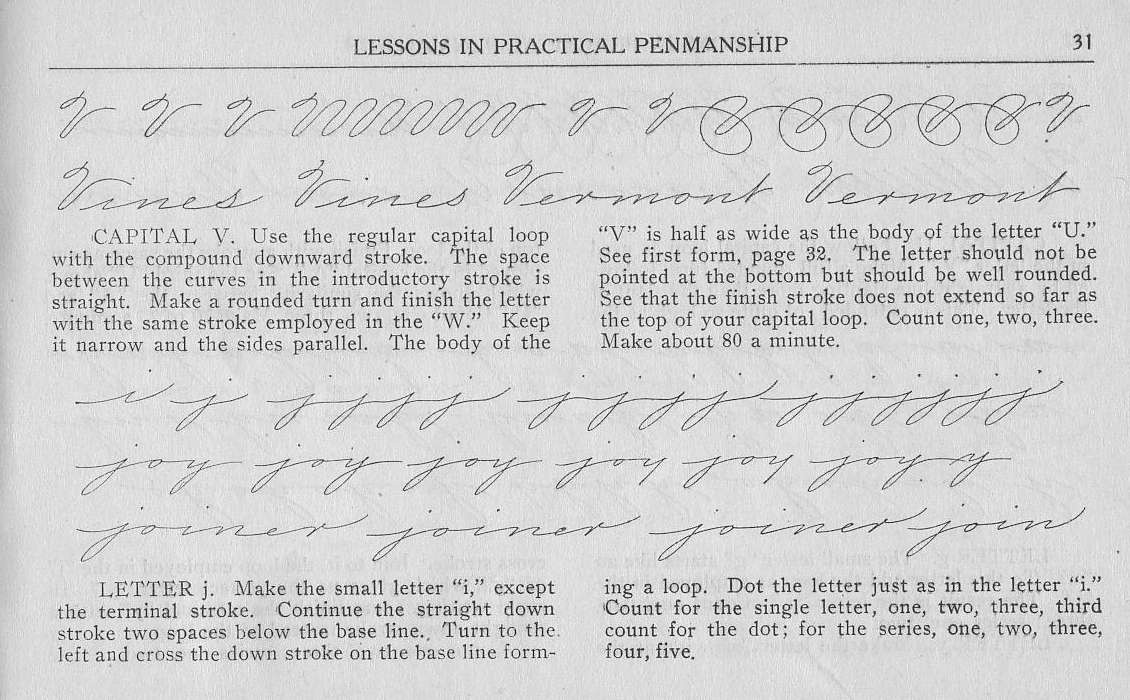 LESSONS IN PRACTICAL PENMANSHIP 31
V V V V V V
Vines Vines Vermont Vermont
CAPITAL V. Use the regular capital loop
with the compound downward stroke. The space
between the curves in the introductory stroke is
straight. Make a rounded turn and finish the letter
with the same stroke employed in the “W.” Keep
it narrow and the sides parallel. The body of the
“V” is half as wide as the body of the letter “U.”
See first form, page 32. The letter should not be
pointed at the bottom but should be well rounded.
See that the finish stroke does not extend so far as
the top of your capital loop. Count one, two, three.
Make about 80 a minute.
i j jjjj jjjj jjjjjj
joy joy joy joy joy joy y
joiner joiner joiner join
LETTER j. Make the small letter “i,” except
the terminal stroke. Continue the straight down
stroke two spaces below the base line. Turn to the
left and cross the down stroke on the base line form-
ing a loop. Dot the letter just as in the letter “i.”
Count for the single letter, one, two, three, third
count for the dot; for the series, one, two, three,
four, five.